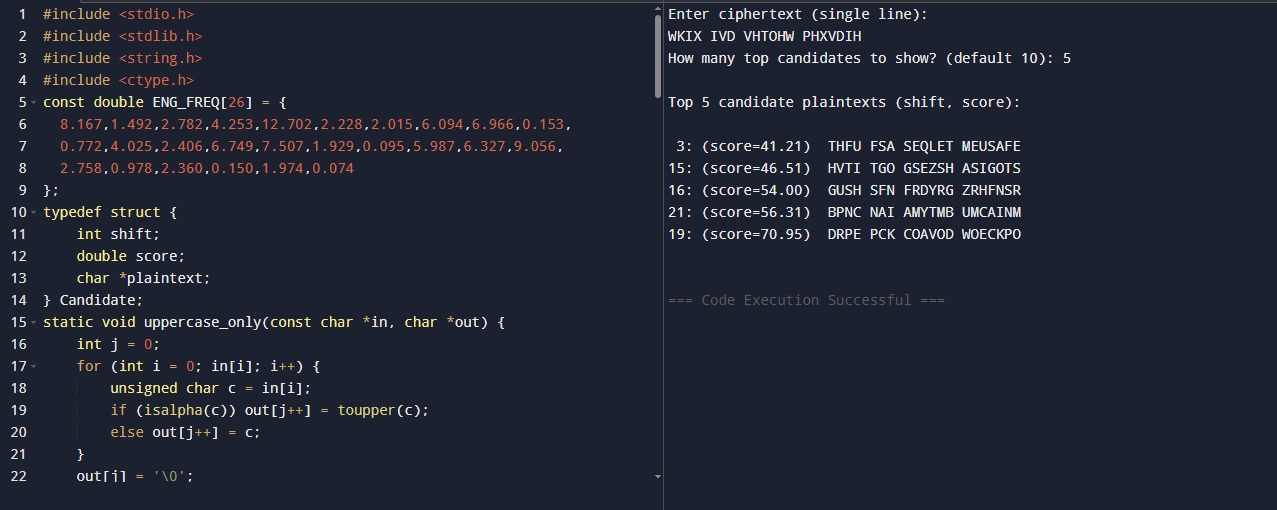 1 #include <stdio.h>
2 #include <stdlib.h>
3 #include <string.h>
4 #include <ctype.h>
5 const double ENG_FREQ[26] = {
6 8.167,1.492,2.782,4.253,12.702,2.228,2.015,6.094,6.966,0.153,
7 0.772,4.025,2.406,6.749,7.507,1.929,0.095,5.987,6.327,9.056,
8 2.758,0.978,2.360,0.150,1.974,0.074
9 };
10 typedef struct {
11 int shift;
12 double score;
13 char *plaintext;
14 } Candidate;
15 static void uppercase_only(const char *in, char *out) {
16 int j = 0;
17 for (int i = 0; in[i]; i++) {
18 unsigned char c = in[i];
19 if (isalpha(c)) out[j++] = toupper(c);
20 else out[j++] = c;
21 }
22 out[j] = '\0';
Enter ciphertext (single line):
WKIX IVD VHTOHW PHXVDIH
How many top candidates to show? (default 10): 5
Top 5 candidate plaintexts (shift, score):
3: (score=41.21) THFU FSA SEQLET MEUSAFE
15: (score=46.51) HVTI TGO GSEZSH ASIGOTS
16: (score=54.00) GUSH SFN FRDYRG ZRHFNSR
21: (score=56.31) BPNC NAI AMYTMB UMCAINM
19: (score=70.95) DRPE PCK COAVOD WOECKPO
=== Code Execution Successful ===